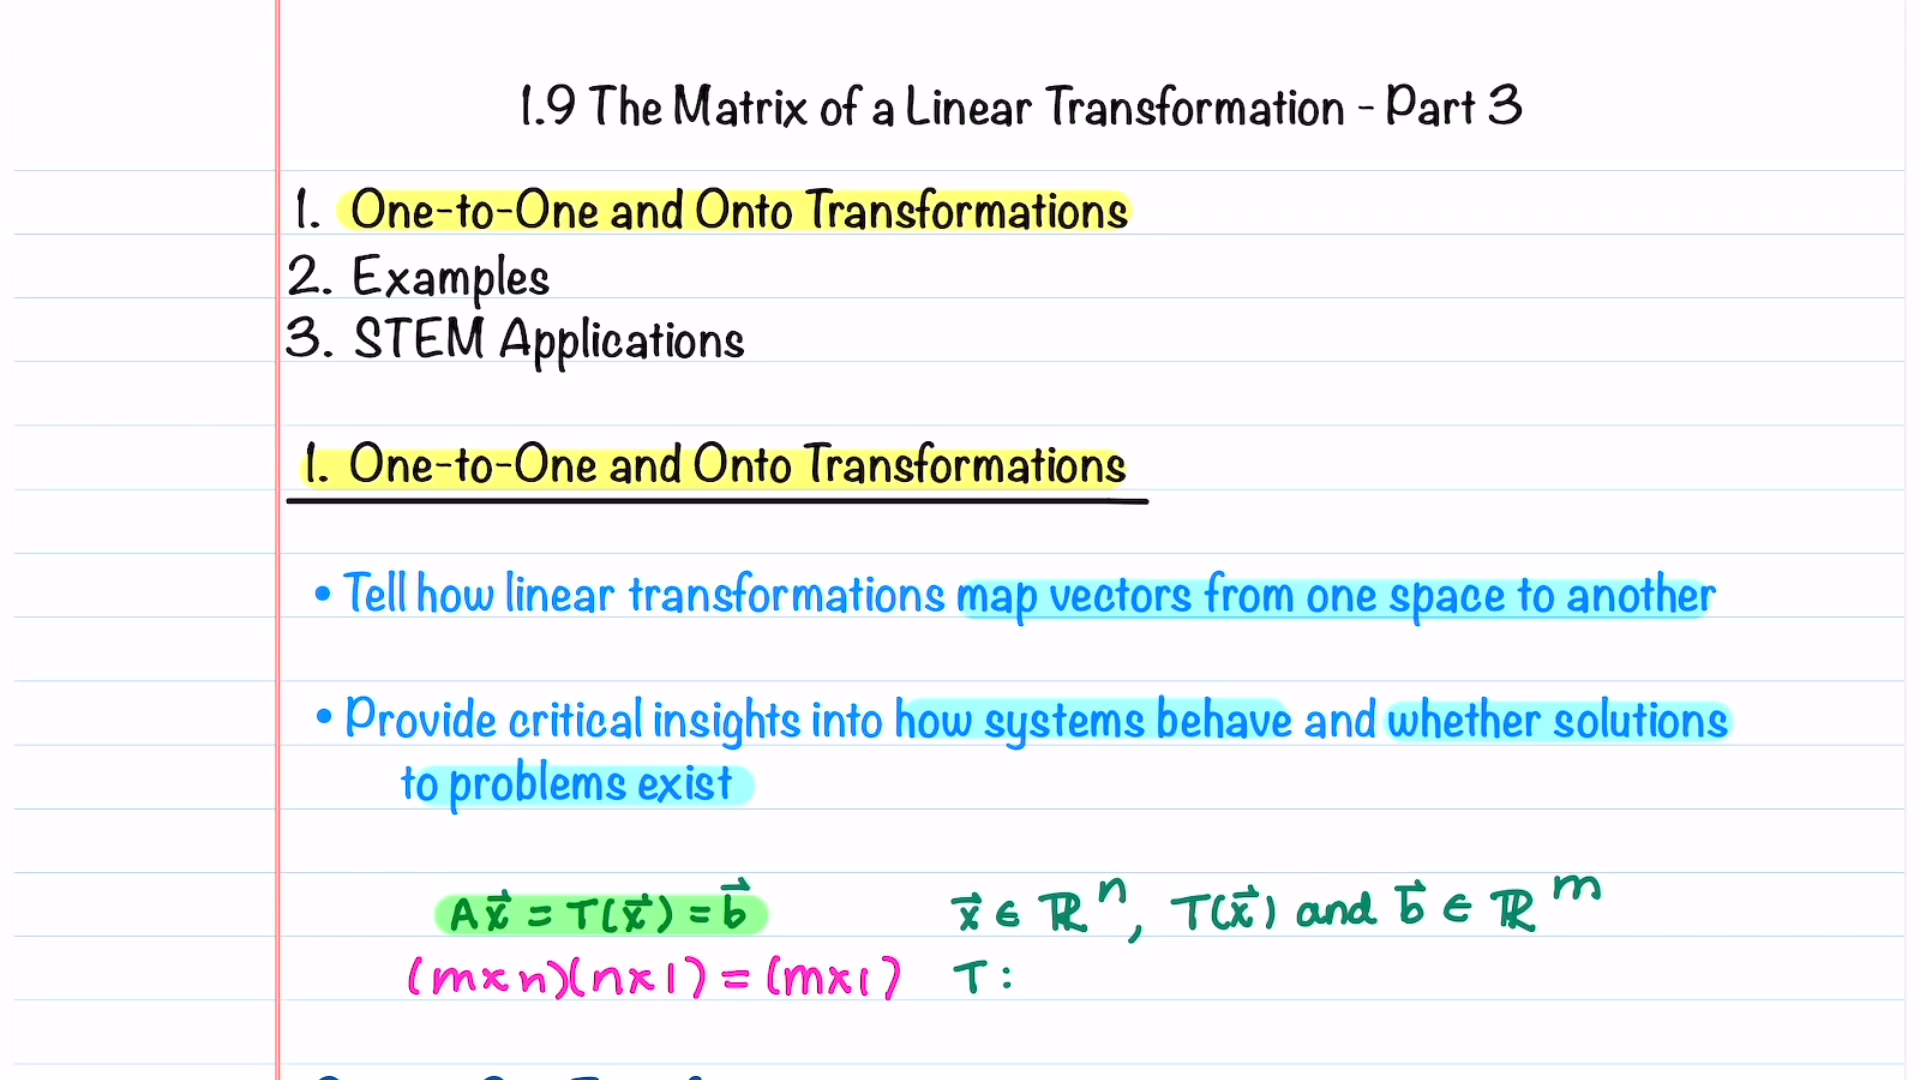 1.9 The Matrix of a Linear Transformation - Part 3
1. One-to-One and Onto Transformations
2. Examples
3. STEM Applications
1. One-to-One and Onto Transformations
• Tell how linear transformations map vectors from one space to another
• Provide critical insights into how systems behave and whether solutions
to problems exist
Ax⃗ = T(x⃗) = b⃗    x⃗ ∈ ℝⁿ, T(x⃗) and b⃗ ∈ ℝᵐ
(m×n)(n×1) = (m×1)    T: